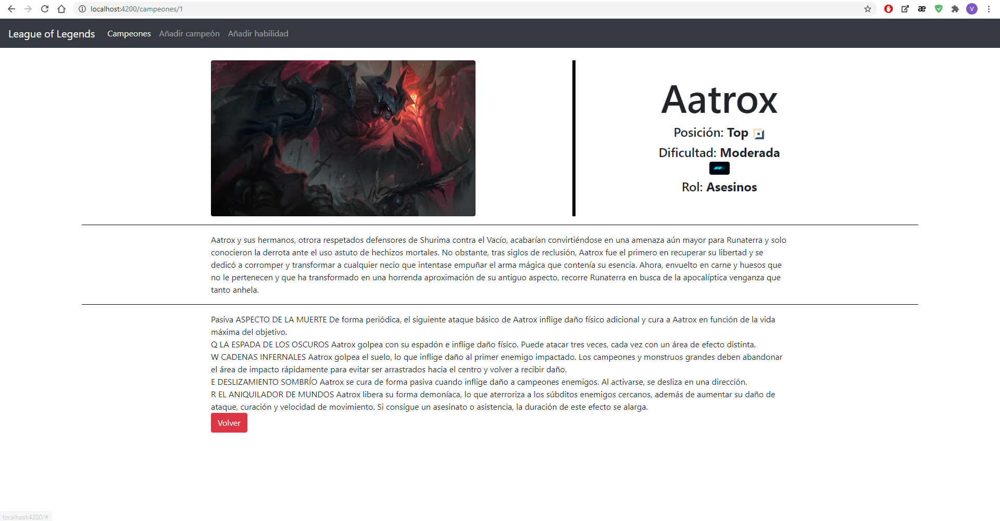 localhost:4200/campeones/1
V
League of Legends Campeones Añadir campeón Añadir habilidad
Aatrox
Posición: Top
Dificultad: Moderada
Rol: Asesinos
Aatrox y sus hermanos, otrora respetados defensores de Shurima contra el Vacío, acabarían convirtiéndose en una amenaza aún mayor para Runaterra y solo
conocieron la derrota ante el uso astuto de hechizos mortales. No obstante, tras siglos de reclusión, Aatrox fue el primero en recuperar su libertad y se
dedicó a corromper y transformar a cualquier necio que intentase empuñar el arma mágica que contenía su esencia. Ahora, envuelto en carne y huesos que
no le pertenecen y que ha transformado en una horrenda aproximación de su antiguo aspecto, recorre Runaterra en busca de la apocalíptica venganza que
tanto anhela.
Pasiva ASPECTO DE LA MUERTE De forma periódica, el siguiente ataque básico de Aatrox inflige daño físico adicional y cura a Aatrox en función de la vida
máxima del objetivo.
Q LA ESPADA DE LOS OSCUROS Aatrox golpea con su espadón e inflige daño físico. Puede atacar tres veces, cada vez con un área de efecto distinta.
W CADENAS INFERNALES Aatrox golpea el suelo, lo que inflige daño al primer enemigo impactado. Los campeones y monstruos grandes deben abandonar
el área de impacto rápidamente para evitar ser arrastrados hacia el centro y volver a recibir daño.
E DESLIZAMIENTO SOMBRÍO Aatrox se cura de forma pasiva cuando inflige daño a campeones enemigos. Al activarse, se desliza en una dirección.
R EL ANIQUILADOR DE MUNDOS Aatrox libera su forma demoníaca, lo que aterroriza a los súbditos enemigos cercanos, además de aumentar su daño de
ataque, curación y velocidad de movimiento. Si consigue un asesinato o asistencia, la duración de este efecto se alarga.
Volver
localhost:4200/#